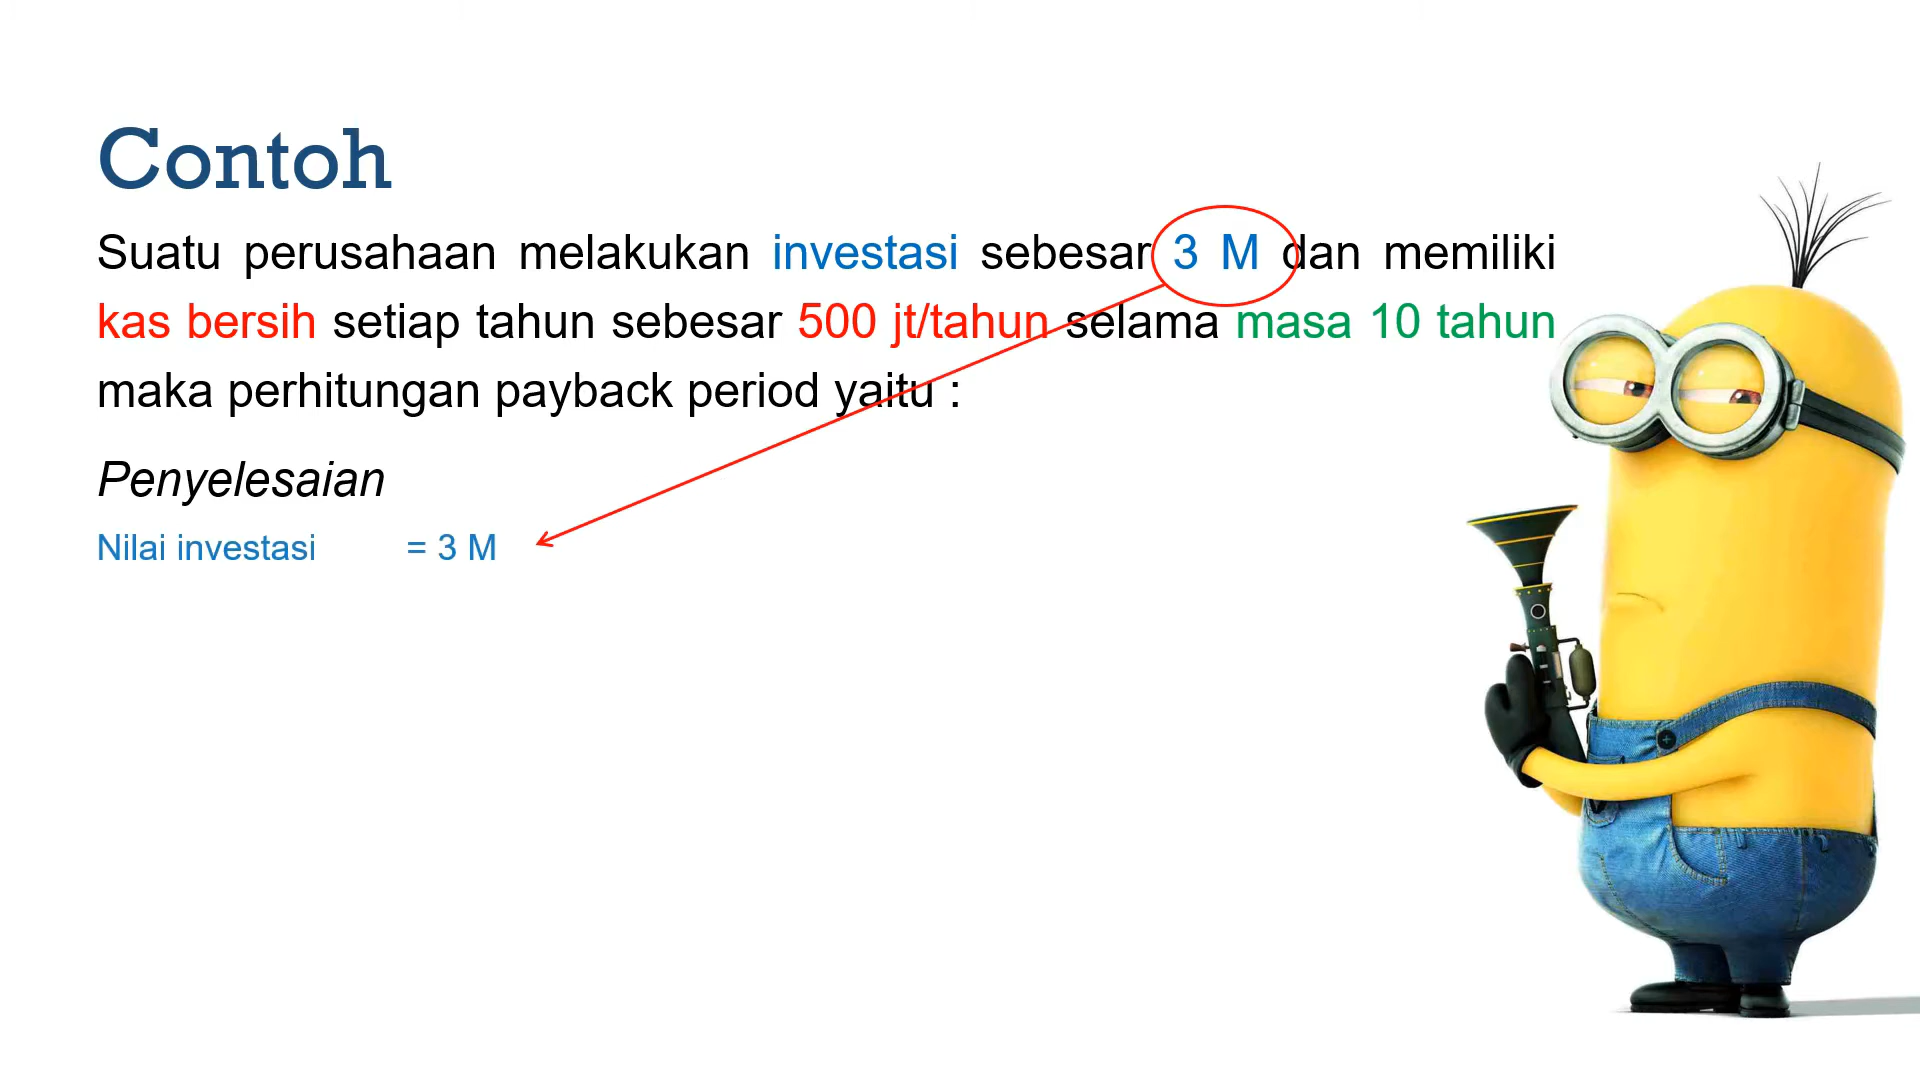 Contoh
Suatu perusahaan melakukan investasi sebesar 3 M dan memiliki
kas bersih setiap tahun sebesar 500 jt/tahun selama masa 10 tahun
maka perhitungan payback period yaitu :
Penyelesaian
Nilai investasi = 3 M